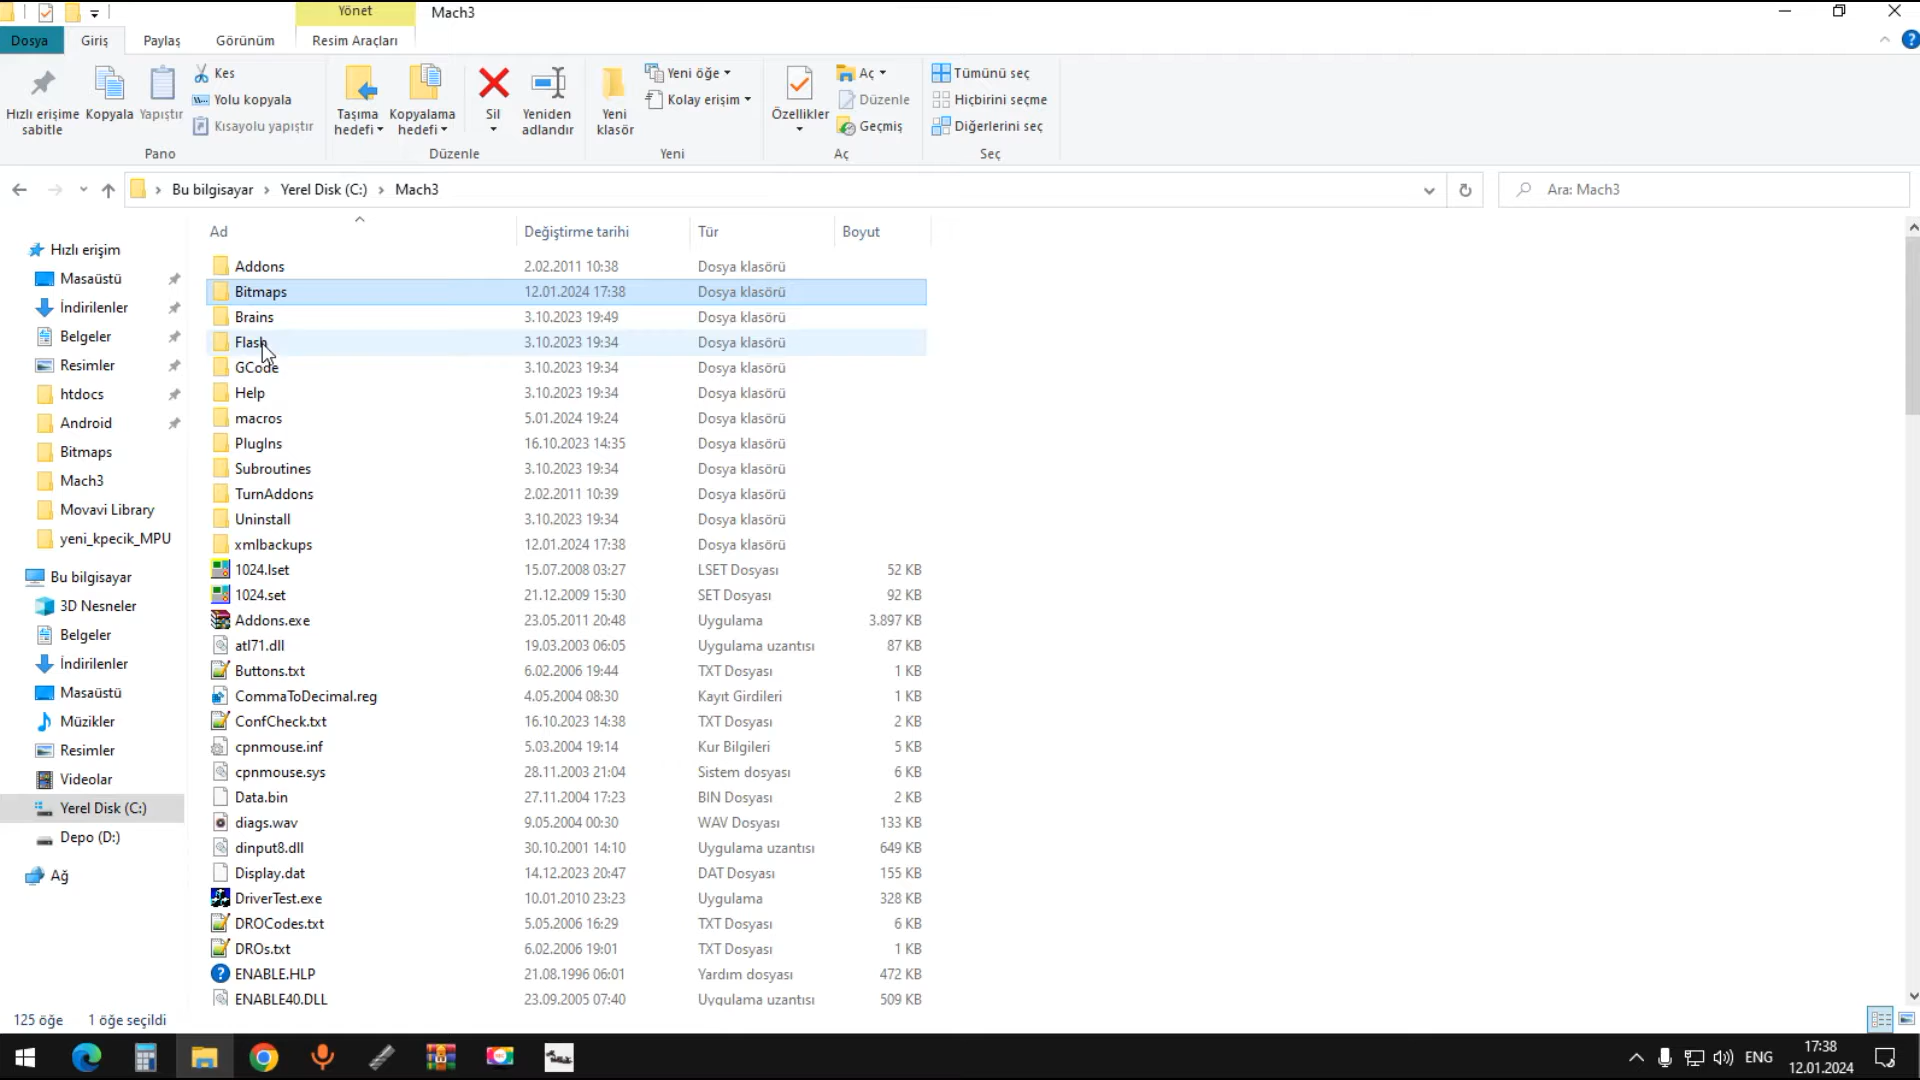 Yönet
Mach3
Dosya
Giriş
Paylaş
Görünüm
Resim Araçları
Hızlı erişime
sabitle
Kopyala
Yapıştır
Kes
Yolu kopyala
Kısayolu yapıştır
Pano
Taşıma
hedefi
Kopyalama
hedefi
Sil
Yeniden
adlandır
Düzenle
Yeni
klasör
Yeni öğe
Kolay erişim
Yeni
Özellikler
Aç
Düzenle
Geçmiş
Aç
Tümünü seç
Hiçbirini seçme
Diğerlerini seç
Seç
Bu bilgisayar
Yerel Disk (C:)
Mach3
Ara: Mach3
Hızlı erişim
Masaüstü
İndirilenler
Belgeler
Resimler
htdocs
Android
Bitmaps
Mach3
Movavi Library
yeni_kpecik_MPU
Bu bilgisayar
3D Nesneler
Belgeler
İndirilenler
Masaüstü
Müzikler
Resimler
Videolar
Yerel Disk (C:)
Depo (D:)
Ağ
Ad Değiştirme tarihi Tür Boyut
Addons 2.02.2011 10:38 Dosya klasörü
Bitmaps 12.01.2024 17:38 Dosya klasörü
Brains 3.10.2023 19:49 Dosya klasörü
Flash 3.10.2023 19:34 Dosya klasörü
GCode 3.10.2023 19:34 Dosya klasörü
Help 3.10.2023 19:34 Dosya klasörü
macros 5.01.2024 19:24 Dosya klasörü
PlugIns 16.10.2023 14:35 Dosya klasörü
Subroutines 3.10.2023 19:34 Dosya klasörü
TurnAddons 2.02.2011 10:39 Dosya klasörü
Uninstall 3.10.2023 19:34 Dosya klasörü
xmlbackups 12.01.2024 17:38 Dosya klasörü
1024.lset 15.07.2008 03:27 LSET Dosyası 52 KB
1024.set 21.12.2009 15:30 SET Dosyası 92 KB
Addons.exe 23.05.2011 20:48 Uygulama 3.897 KB
atl71.dll 19.03.2003 06:05 Uygulama uzantısı 87 KB
Buttons.txt 6.02.2006 19:44 TXT Dosyası 1 KB
CommaToDecimal.reg 4.05.2004 08:30 Kayıt Girdileri 1 KB
ConfCheck.txt 16.10.2023 14:38 TXT Dosyası 2 KB
cpnmouse.inf 5.03.2004 19:14 Kur Bilgileri 5 KB
cpnmouse.sys 28.11.2003 21:04 Sistem dosyası 6 KB
Data.bin 27.11.2004 17:23 BIN Dosyası 2 KB
diags.wav 9.05.2004 00:30 WAV Dosyası 133 KB
dinput8.dll 30.10.2001 14:10 Uygulama uzantısı 649 KB
Display.dat 14.12.2023 20:47 DAT Dosyası 155 KB
DriverTest.exe 10.01.2010 23:23 Uygulama 328 KB
DROCodes.txt 5.05.2006 16:29 TXT Dosyası 6 KB
DROs.txt 6.02.2006 19:01 TXT Dosyası 1 KB
ENABLE.HLP 21.08.1996 06:01 Yardım dosyası 472 KB
ENABLE40.DLL 23.09.2005 07:40 Uygulama uzantısı 509 KB
125 öğe 1 öğe seçildi
ENG
17:38
12.01.2024